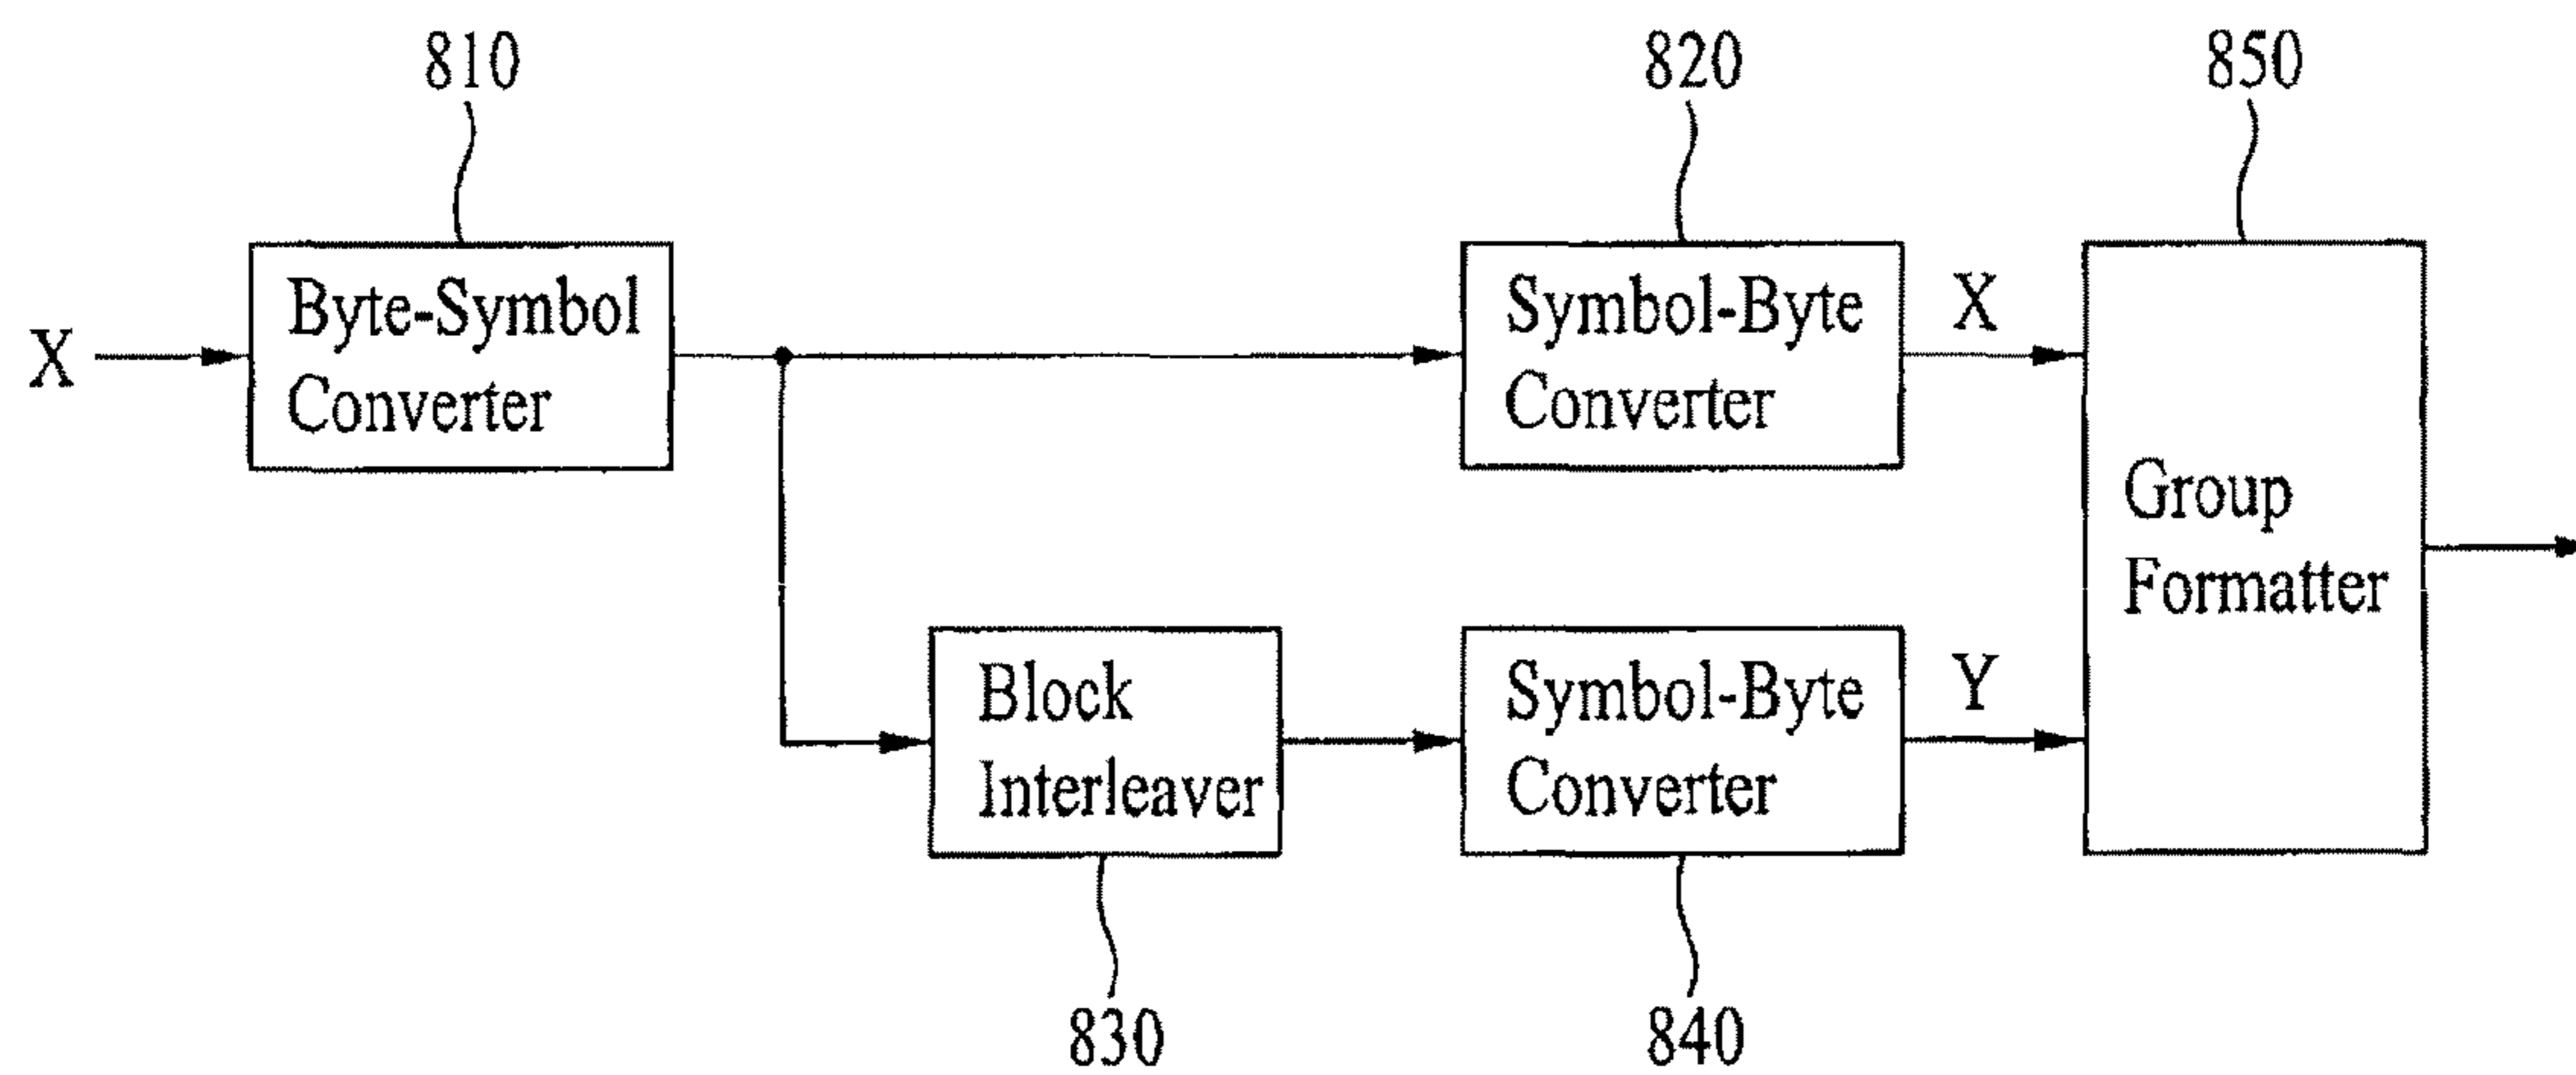 810
820
850
Byte-Symbol
Converter
Symbol-Byte
Converter
X
X
Group
Formatter
Block
Interleaver
Symbol-Byte
Converter
Y
830
840